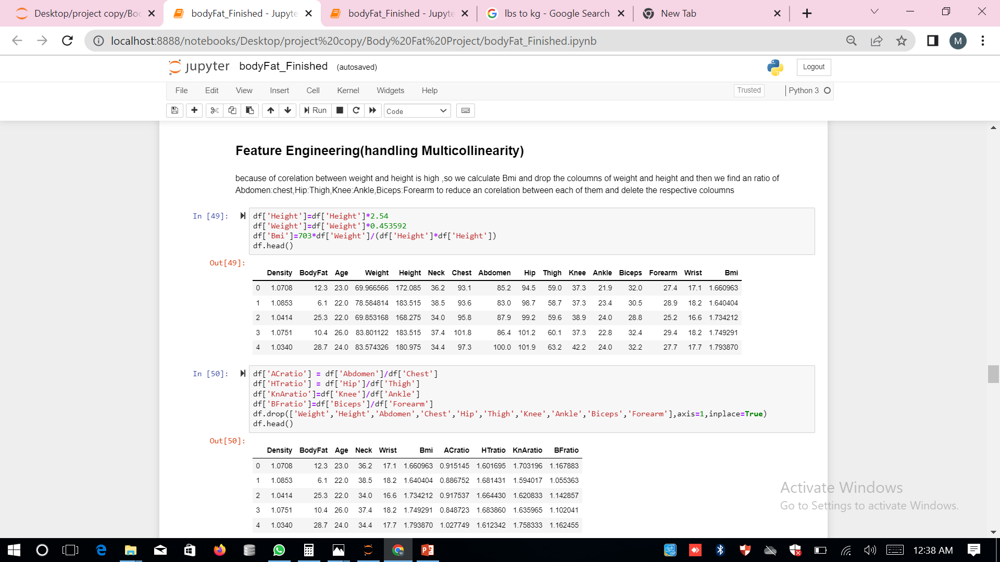 Desktop/project copy/Bo
bodyFat_Finished - Jupyte
bodyFat_Finished - Jupyte
lbs to kg - Google Search
New Tab
localhost:8888/notebooks/Desktop/project%20copy/Body%20Fat%20Project/bodyFat_Finished.ipynb
M
jupyter bodyFat_Finished (autosaved)
Logout
File Edit View Insert Cell Kernel Widgets Help
Trusted
Python 3
Run
Code
Feature Engineering(handling Multicollinearity)
because of corelation between weight and height is high ,so we calculate Bmi and drop the coloumns of weight and height and then we find an ratio of
Abdomen:chest,Hip:Thigh,Knee:Ankle,Biceps:Forearm to reduce an corelation between each of them and delete the respective coloumns
In [49]:
df['Height']=df['Height']*2.54
df['Weight']=df['Weight']*0.453592
df['Bmi']=703*df['Weight']/(df['Height']*df['Height'])
df.head()
Out[49]:
Density BodyFat Age Weight Height Neck Chest Abdomen Hip Thigh Knee Ankle Biceps Forearm Wrist Bmi
0 1.0708 12.3 23.0 69.966566 172.085 36.2 93.1 85.2 94.5 59.0 37.3 21.9 32.0 27.4 17.1 1.660963
1 1.0853 6.1 22.0 78.584814 183.515 38.5 93.6 83.0 98.7 58.7 37.3 23.4 30.5 28.9 18.2 1.640404
2 1.0414 25.3 22.0 69.853168 168.275 34.0 95.8 87.9 99.2 59.6 38.9 24.0 28.8 25.2 16.6 1.734212
3 1.0751 10.4 26.0 83.801122 183.515 37.4 101.8 86.4 101.2 60.1 37.3 22.8 32.4 29.4 18.2 1.749291
4 1.0340 28.7 24.0 83.574326 180.975 34.4 97.3 100.0 101.9 63.2 42.2 24.0 32.2 27.7 17.7 1.793870
In [50]:
df['ACratio'] = df['Abdomen']/df['Chest']
df['HTratio'] = df['Hip']/df['Thigh']
df['KnAratio']=df['Knee']/df['Ankle']
df['BFratio']=df['Biceps']/df['Forearm']
df.drop(['Weight','Height','Abdomen','Chest','Hip','Thigh','Knee','Ankle','Biceps','Forearm'],axis=1,inplace=True)
df.head()
Out[50]:
Density BodyFat Age Neck Wrist Bmi ACratio HTratio KnAratio BFratio
0 1.0708 12.3 23.0 36.2 17.1 1.660963 0.915145 1.601695 1.703196 1.167883
1 1.0853 6.1 22.0 38.5 18.2 1.640404 0.886752 1.681431 1.594017 1.055363
2 1.0414 25.3 22.0 34.0 16.6 1.734212 0.917537 1.664430 1.620833 1.142857
3 1.0751 10.4 26.0 37.4 18.2 1.749291 0.848723 1.683860 1.635965 1.102041
4 1.0340 28.7 24.0 34.4 17.7 1.793870 1.027749 1.612342 1.758333 1.162455
Activate Windows
Go to Settings to activate Windows.
12:38 AM